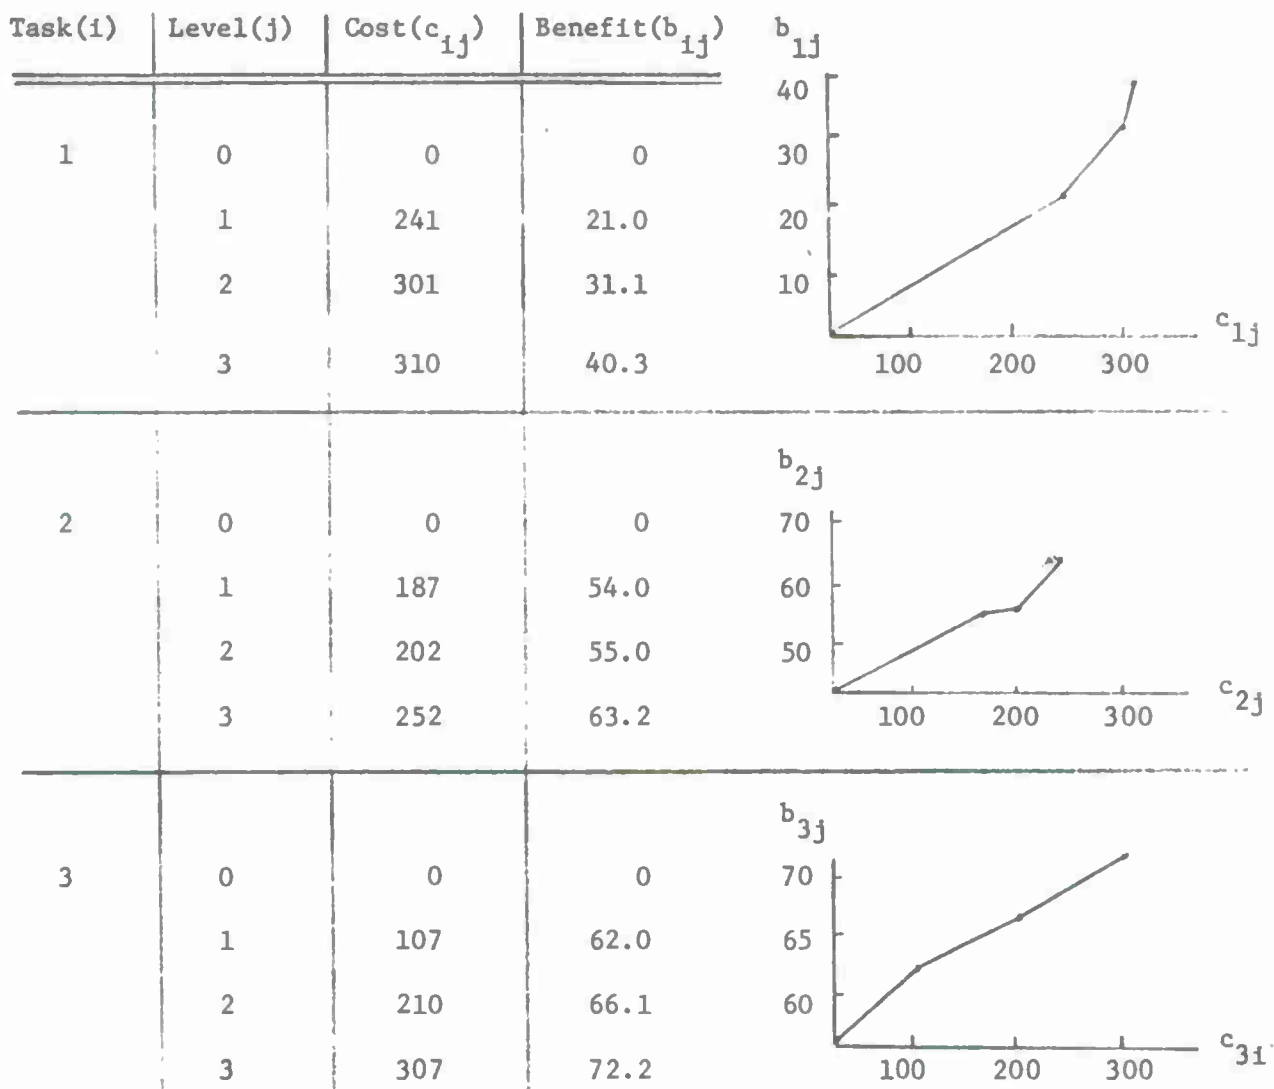 Task(i) Level(j) Cost(c_ij) Benefit(b_ij)
1 0 0 0
1 241 21.0
2 301 31.1
3 310 40.3
b_1j
40
30
20
10
100 200 300 c_1j
2 0 0 0
1 187 54.0
2 202 55.0
3 252 63.2
b_2j
70
60
50
100 200 300 c_2j
3 0 0 0
1 107 62.0
2 210 66.1
3 307 72.2
b_3j
70
65
60
100 200 300 c_3i